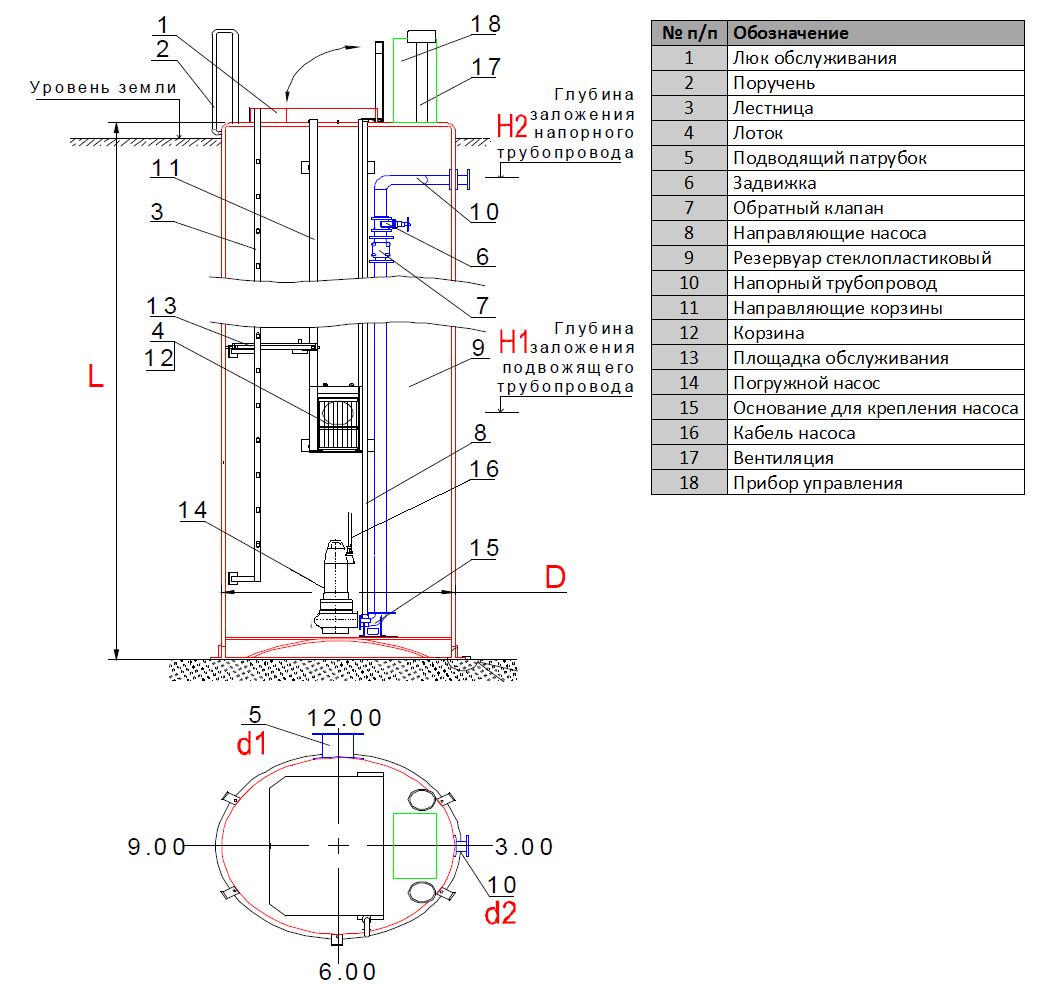 1
2
18
17
Уровень земли
Глубина
H2 заложения
напорного
трубопровода
11
3
10
6
7
13
4
12
9
Глубина
H1 заложения
подвожящего
трубопровода
L
8
16
14
15
D
5
12.00
d1
9.00
3.00
10
d2
6.00
№ п/п Обозначение
1 Люк обслуживания
2 Поручень
3 Лестница
4 Лоток
5 Подводящий патрубок
6 Задвижка
7 Обратный клапан
8 Направляющие насоса
9 Резервуар стеклопластиковый
10 Напорный трубопровод
11 Направляющие корзины
12 Корзина
13 Площадка обслуживания
14 Погружной насос
15 Основание для крепления насоса
16 Кабель насоса
17 Вентиляция
18 Прибор управления